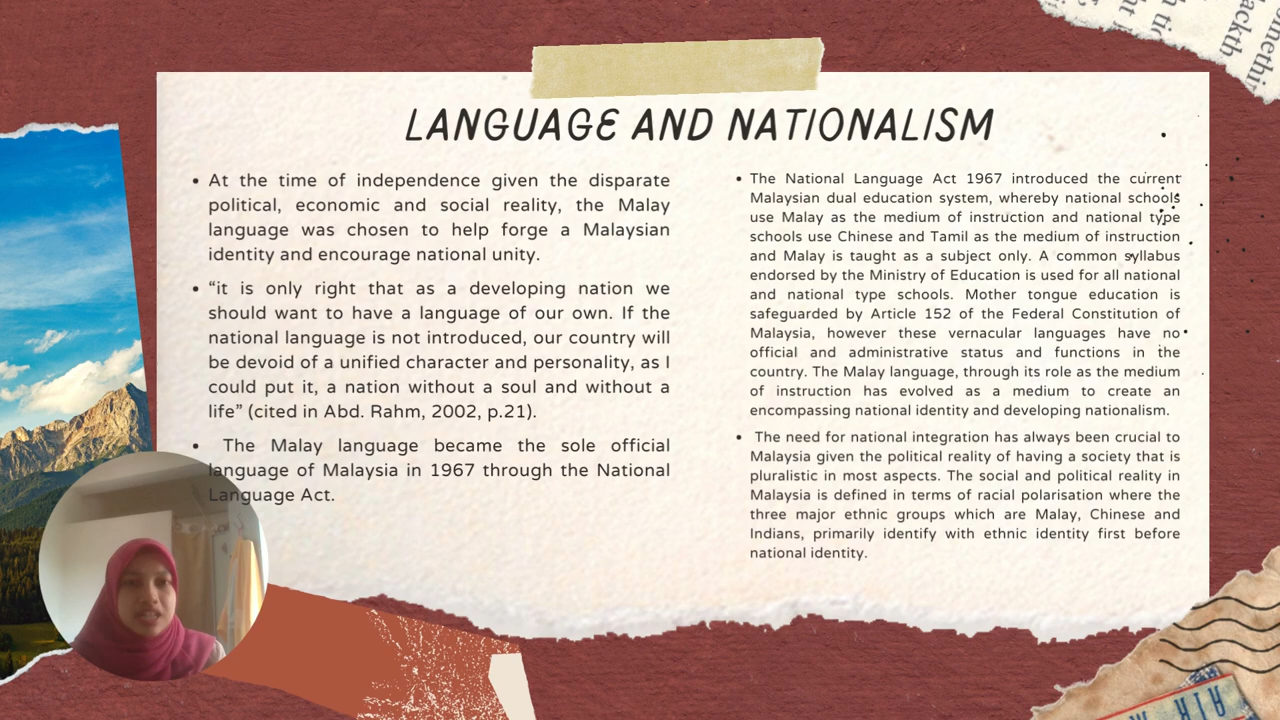 LANGUAGE AND NATIONALISM
• At the time of independence given the disparate
political, economic and social reality, the Malay
language was chosen to help forge a Malaysian
identity and encourage national unity.
• “it is only right that as a developing nation we
should want to have a language of our own. If the
national language is not introduced, our country will
be devoid of a unified character and personality, as I
could put it, a nation without a soul and without a
life” (cited in Abd. Rahm, 2002, p.21).
• The Malay language became the sole official
language of Malaysia in 1967 through the National
Language Act.
• The National Language Act 1967 introduced the current
Malaysian dual education system, whereby national schools
use Malay as the medium of instruction and national type
schools use Chinese and Tamil as the medium of instruction
and Malay is taught as a subject only. A common syllabus
endorsed by the Ministry of Education is used for all national
and national type schools. Mother tongue education is
safeguarded by Article 152 of the Federal Constitution of
Malaysia, however these vernacular languages have no
official and administrative status and functions in the
country. The Malay language, through its role as the medium
of instruction has evolved as a medium to create an
encompassing national identity and developing nationalism.
• The need for national integration has always been crucial to
Malaysia given the political reality of having a society that is
pluralistic in most aspects. The social and political reality in
Malaysia is defined in terms of racial polarisation where the
three major ethnic groups which are Malay, Chinese and
Indians, primarily identify with ethnic identity first before
national identity.
AIR